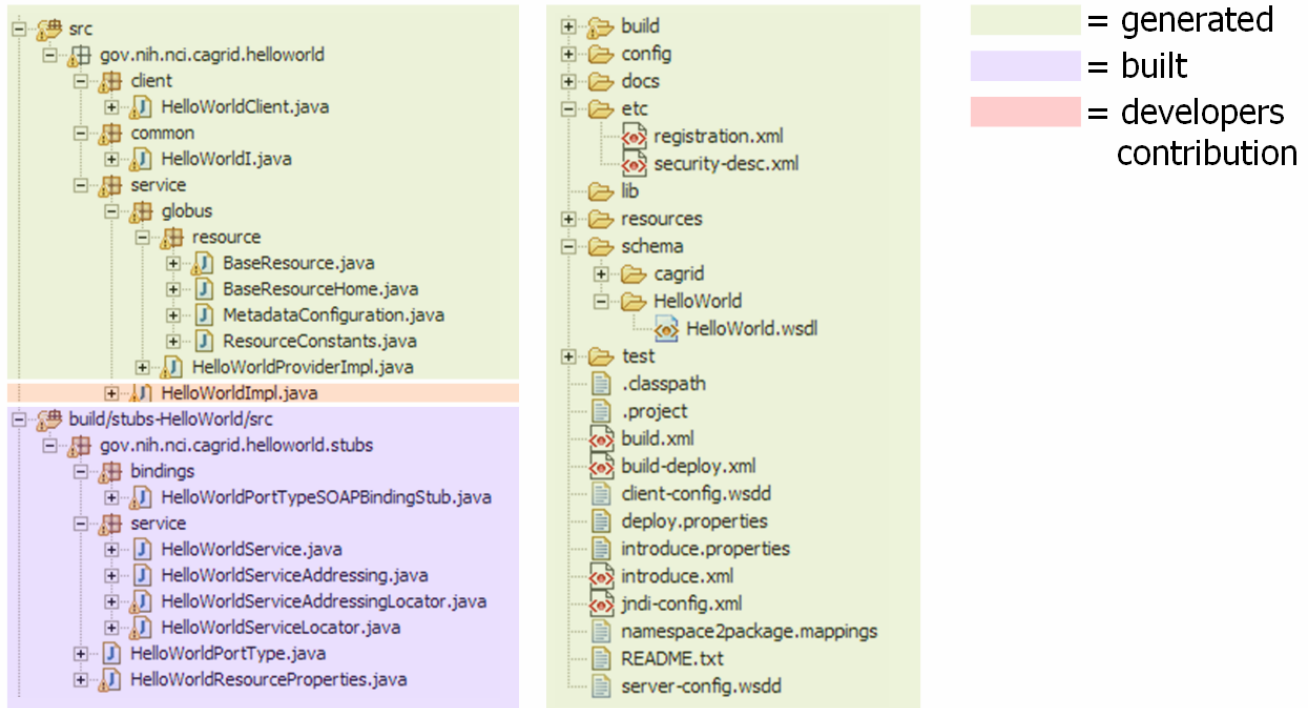 src
gov.nih.nci.cagrid.helloworld
client
HelloWorldClient.java
common
HelloWorldI.java
service
globus
resource
BaseResource.java
BaseResourceHome.java
MetadataConfiguration.java
ResourceConstants.java
HelloWorldProviderImpl.java
HelloWorldImpl.java
build/stubs-HelloWorld/src
gov.nih.nci.cagrid.helloworld.stubs
bindings
HelloWorldPortTypeSOAPBindingStub.java
service
HelloWorldService.java
HelloWorldServiceAddressing.java
HelloWorldServiceAddressingLocator.java
HelloWorldServiceLocator.java
HelloWorldPortType.java
HelloWorldResourceProperties.java
build
config
docs
etc
registration.xml
security-desc.xml
lib
resources
schema
cagrid
HelloWorld
HelloWorld.wsdl
test
.classpath
.project
build.xml
build-deploy.xml
client-config.wsdd
deploy.properties
introduce.properties
introduce.xml
jndi-config.xml
namespace2package.mappings
README.txt
server-config.wsdd
= generated
= built
= developers
contribution